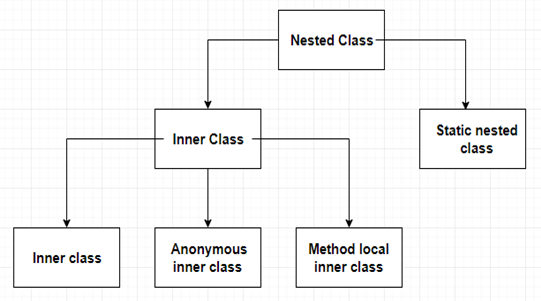 Nested Class
Inner Class
Static nested
class
Inner class
Anonymous
inner class
Method local
inner class